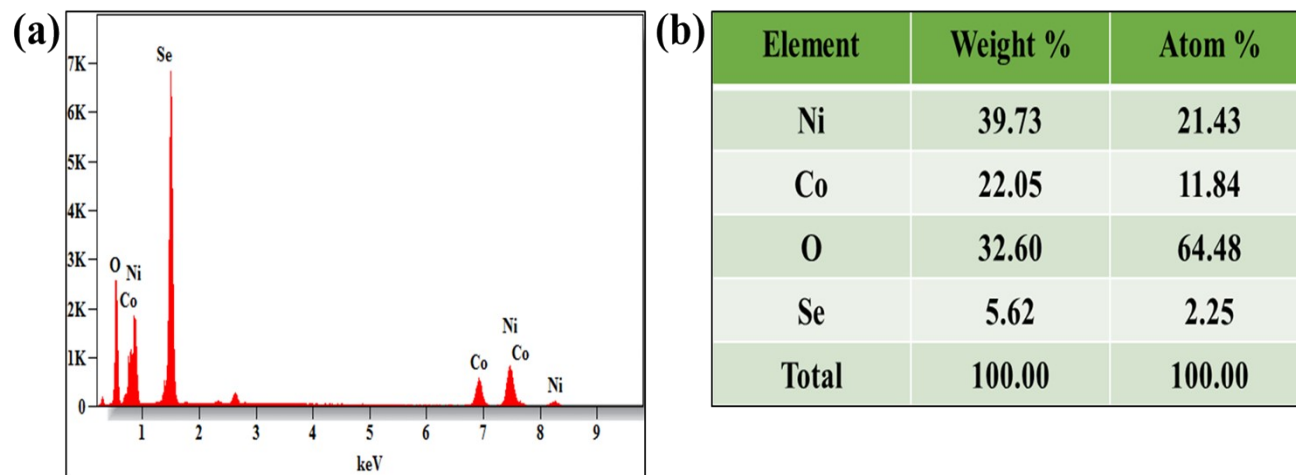 (a)
Se
7K
6K
5K
4K
3K
2K
1K
0
O
Ni
Co
Co
Ni
Co
Ni
1 2 3 4 5 6 7 8 9
keV
(b)
Element Weight % Atom %
Ni 39.73 21.43
Co 22.05 11.84
O 32.60 64.48
Se 5.62 2.25
Total 100.00 100.00